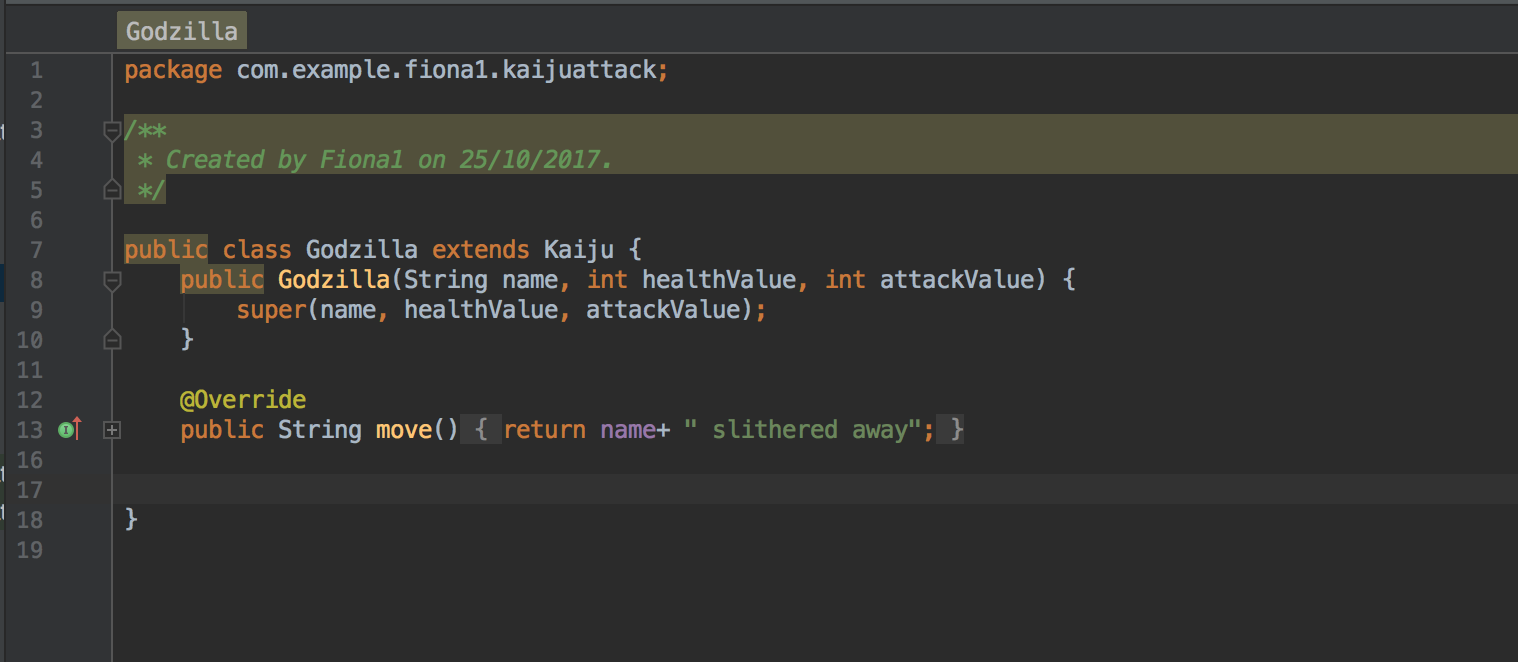 Godzilla
1 package com.example.fiona1.kaijuattack;
2
3 /**
4  * Created by Fiona1 on 25/10/2017.
5  */
6
7 public class Godzilla extends Kaiju {
8     public Godzilla(String name, int healthValue, int attackValue) {
9         super(name, healthValue, attackValue);
10     }
11
12     @Override
13     public String move() { return name+ " slithered away"; }
16
17
18 }
19